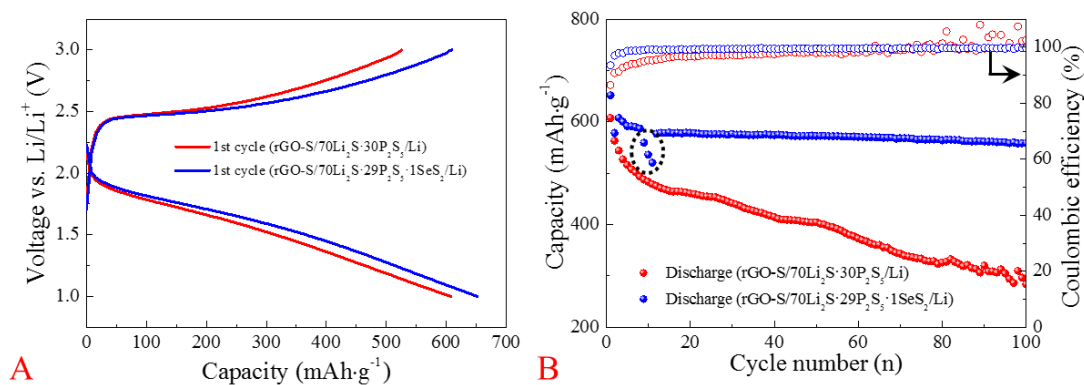 3.0
2.5
2.0
1.5
1.0
Voltage vs. Li/Li⁺ (V)
1st cycle (rGO-S/70Li₂S·30P₂S₅/Li)
1st cycle (rGO-S/70Li₂S·29P₂S₅·1SeS₂/Li)
0 100 200 300 400 500 600 700
Capacity (mAh·g⁻¹)
A
800
600
400
200
Capacity (mAh·g⁻¹)
Discharge (rGO-S/70Li₂S·30P₂S₅/Li)
Discharge (rGO-S/70Li₂S·29P₂S₅·1SeS₂/Li)
0 20 40 60 80 100
Cycle number (n)
100
80
60
40
20
0
Coulombic efficiency (%)
B